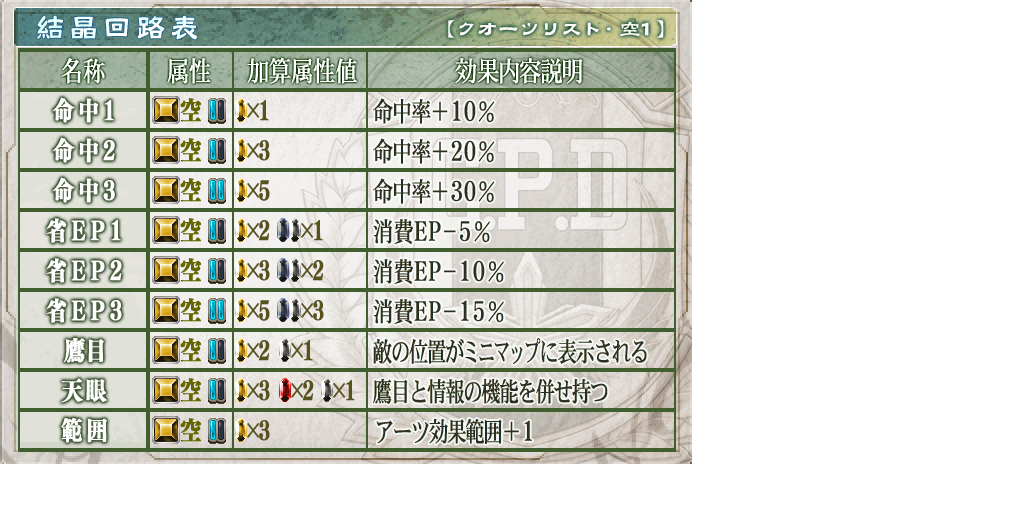 結晶回路表 【クオーツリスト・空1】
名称 属性 加算属性値 効果内容説明
命中1 空 ×1 命中率＋10％
命中2 空 ×3 命中率＋20％
命中3 空 ×5 命中率＋30％
省EP1 空 ×2 ×1 消費EP－5％
省EP2 空 ×3 ×2 消費EP－10％
省EP3 空 ×5 ×3 消費EP－15％
鷹目 空 ×2 ×1 敵の位置がミニマップに表示される
天眼 空 ×3 ×2 ×1 鷹目と情報の機能を併せ持つ
範囲 空 ×3 アーツ効果範囲＋1